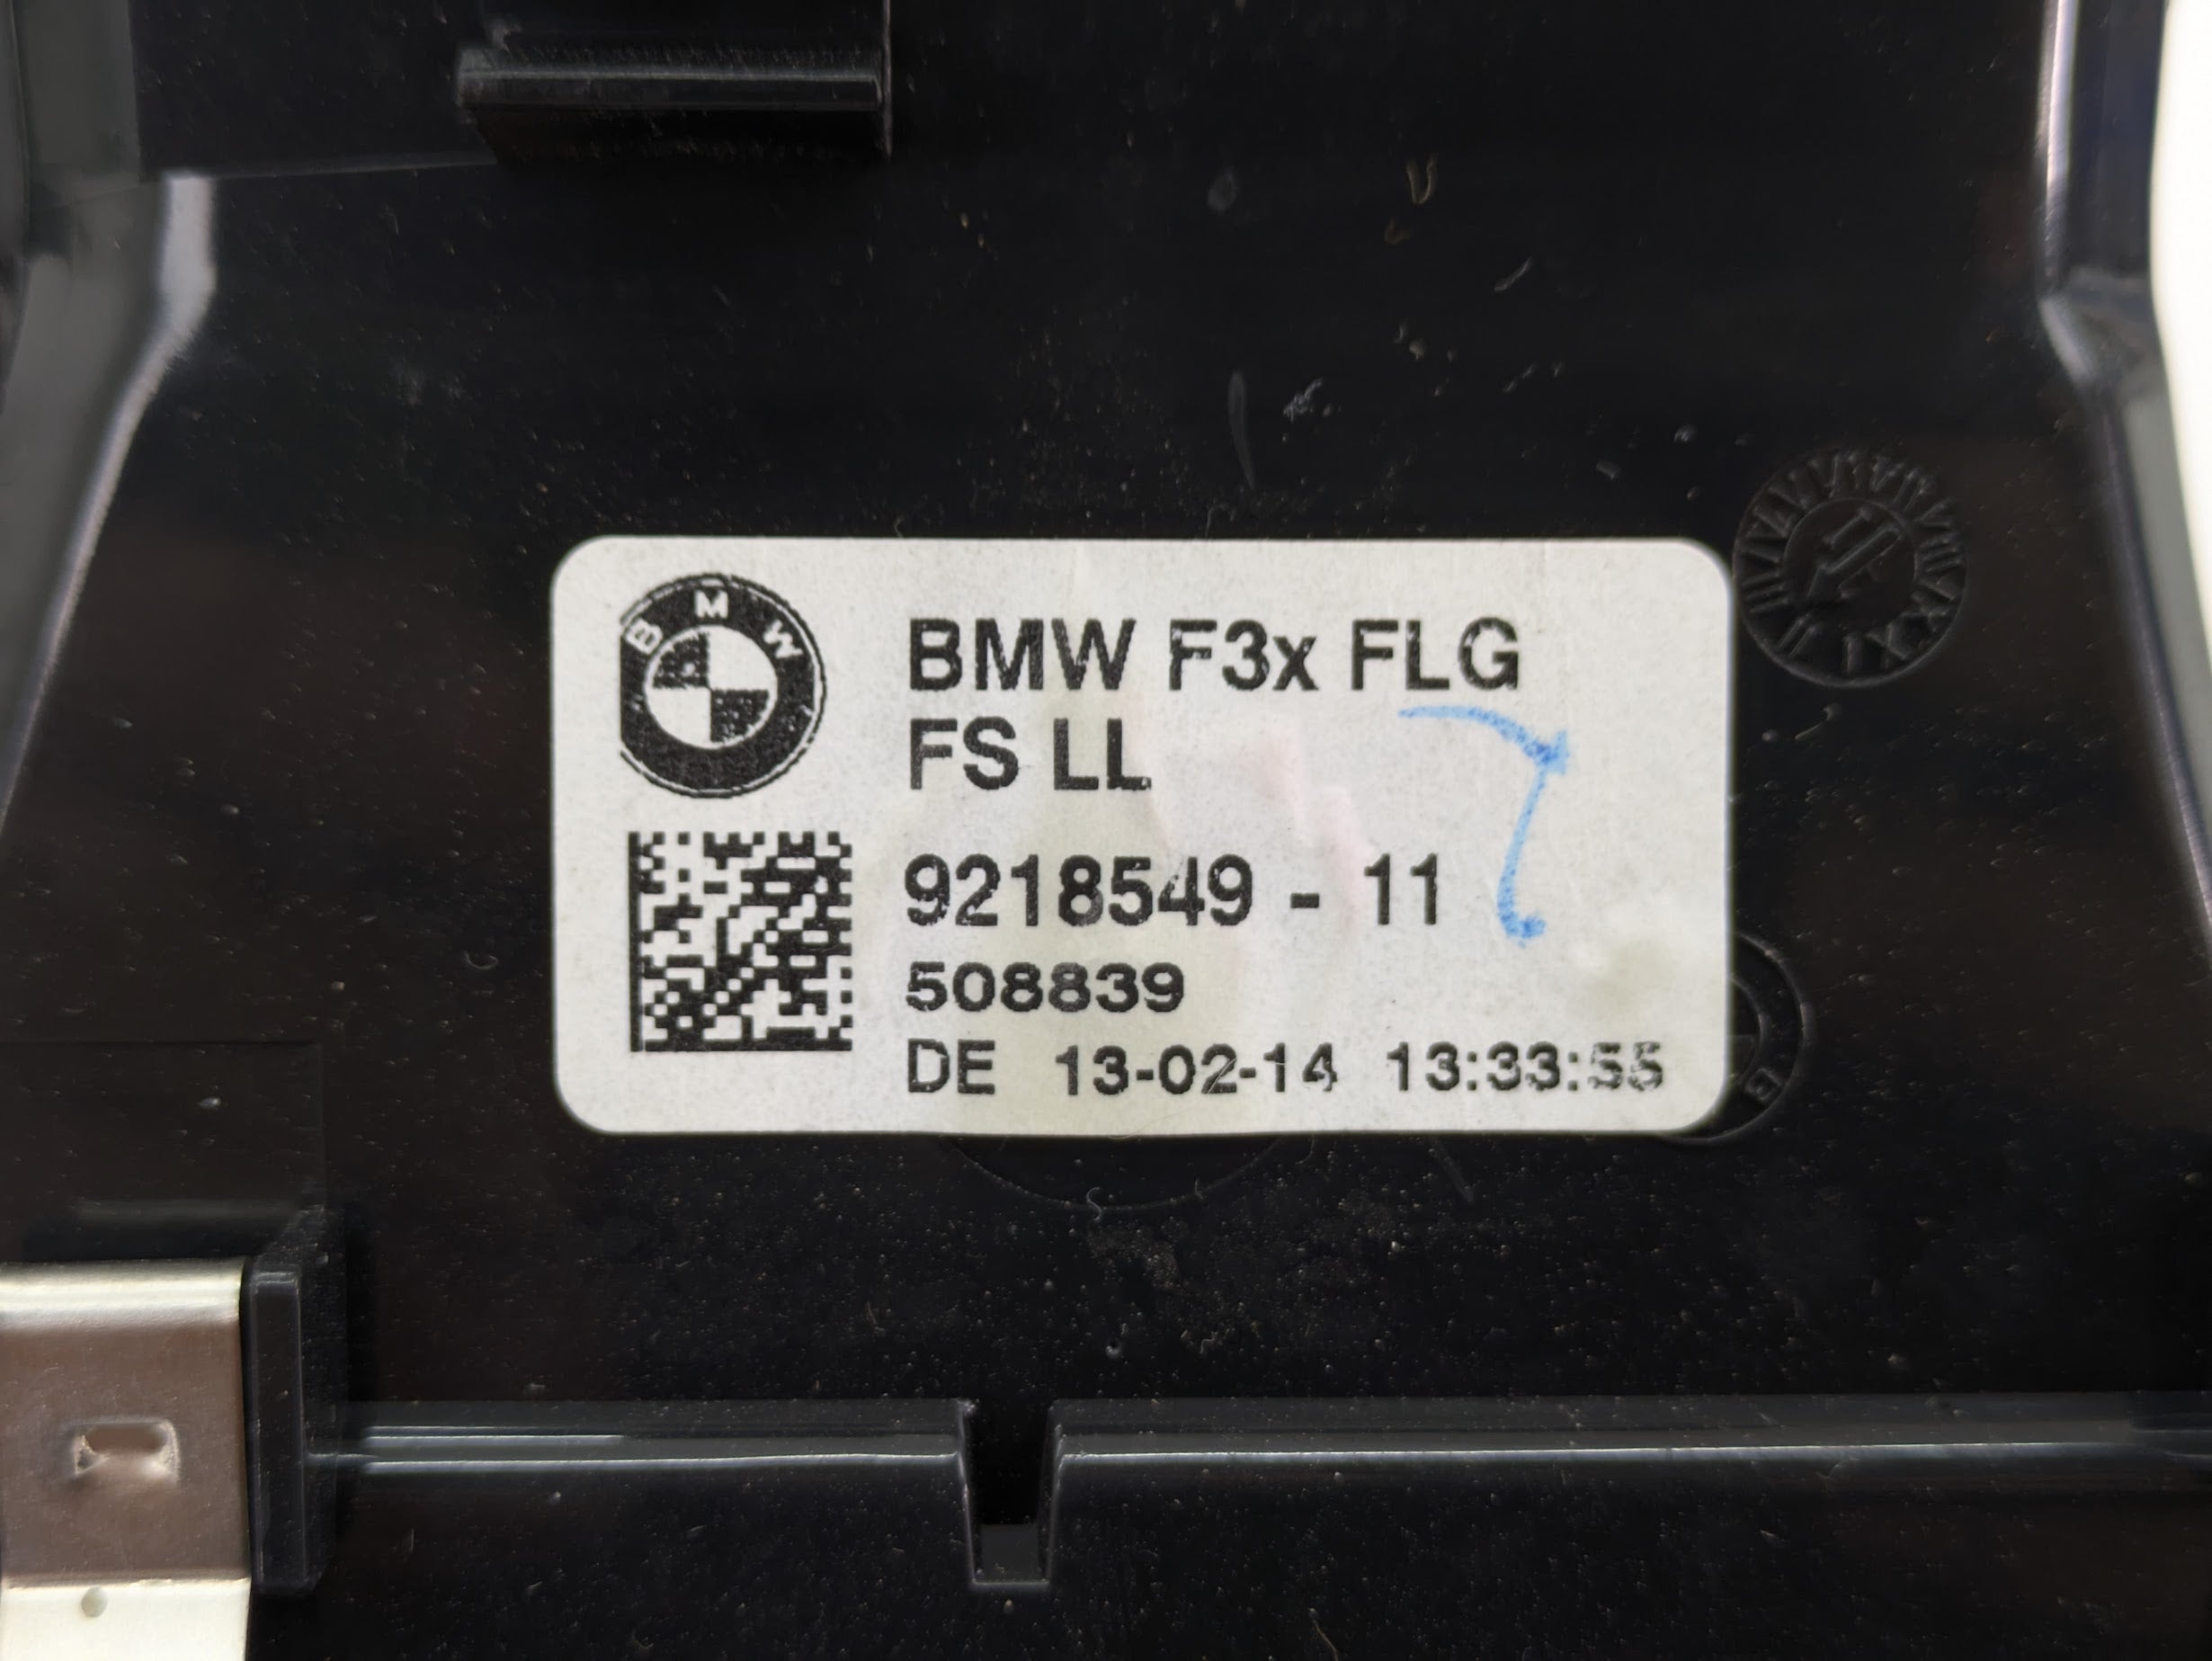 BMW
BMW F3x FLG
FS LL
9218549 - 11
508839
DE 13-02-14 13:33:55
B